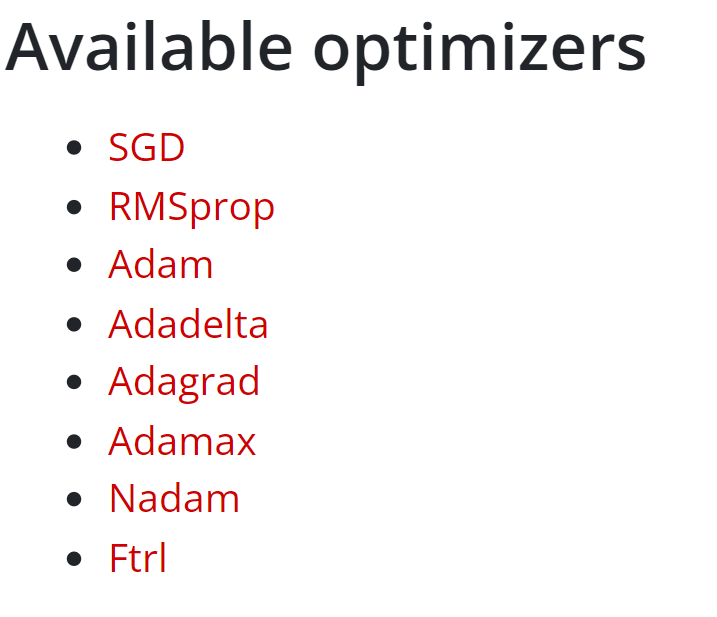 Available optimizers
SGD
RMSprop
Adam
Adadelta
Adagrad
Adamax
Nadam
Ftrl